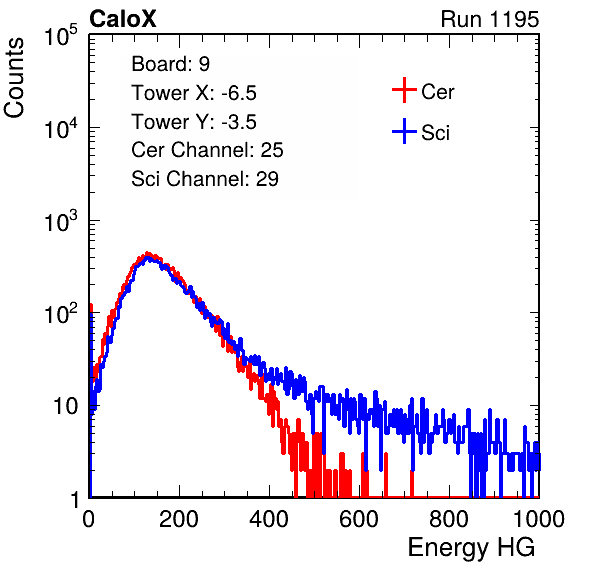 CaloX Run 1195
Counts
10^5
10^4
10^3
10^2
10
1
Board: 9
Tower X: -6.5
Tower Y: -3.5
Cer Channel: 25
Sci Channel: 29
Cer
Sci
0 200 400 600 800 1000
Energy HG